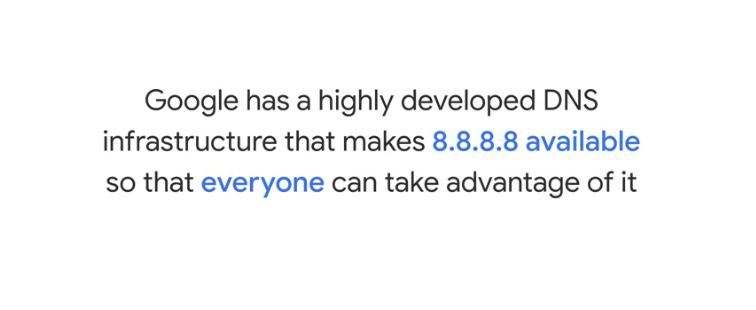 Google has a highly developed DNS
infrastructure that makes 8.8.8.8 available
so that everyone can take advantage of it